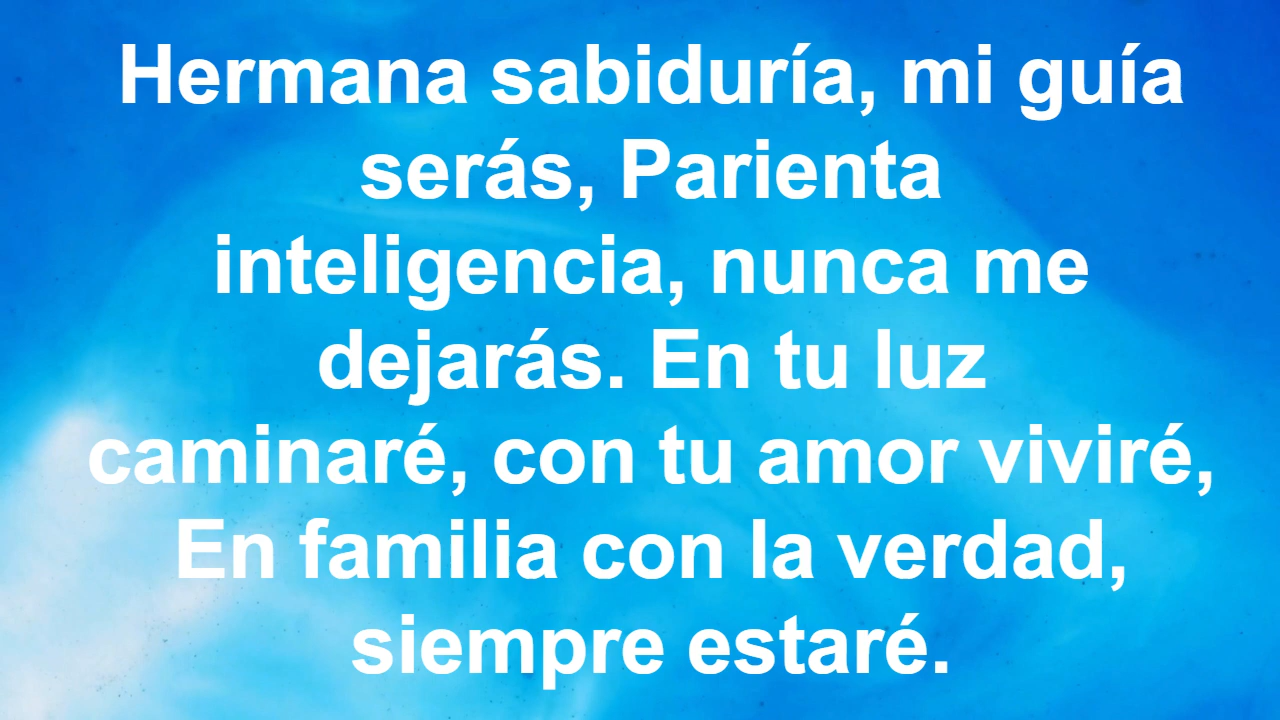 Hermana sabiduría, mi guía
serás, Parienta
inteligencia, nunca me
dejarás. En tu luz
caminaré, con tu amor viviré,
En familia con la verdad,
siempre estaré.